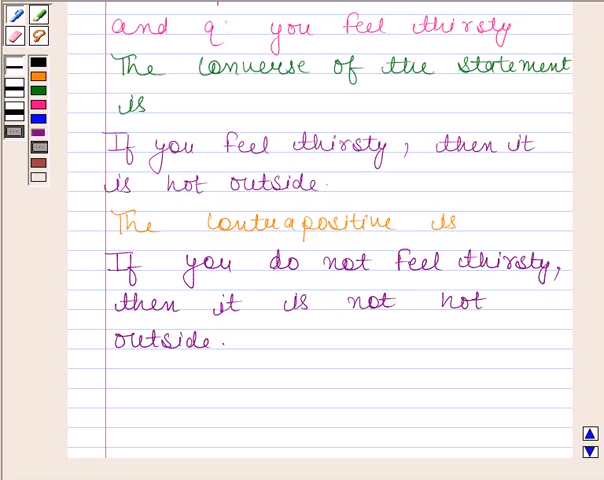 and q: you feel thirsty
The converse of the statement
is
If you feel thirsty, then it
is hot outside.
The contrapositive is
If you do not feel thirsty,
then it is not hot
outside.